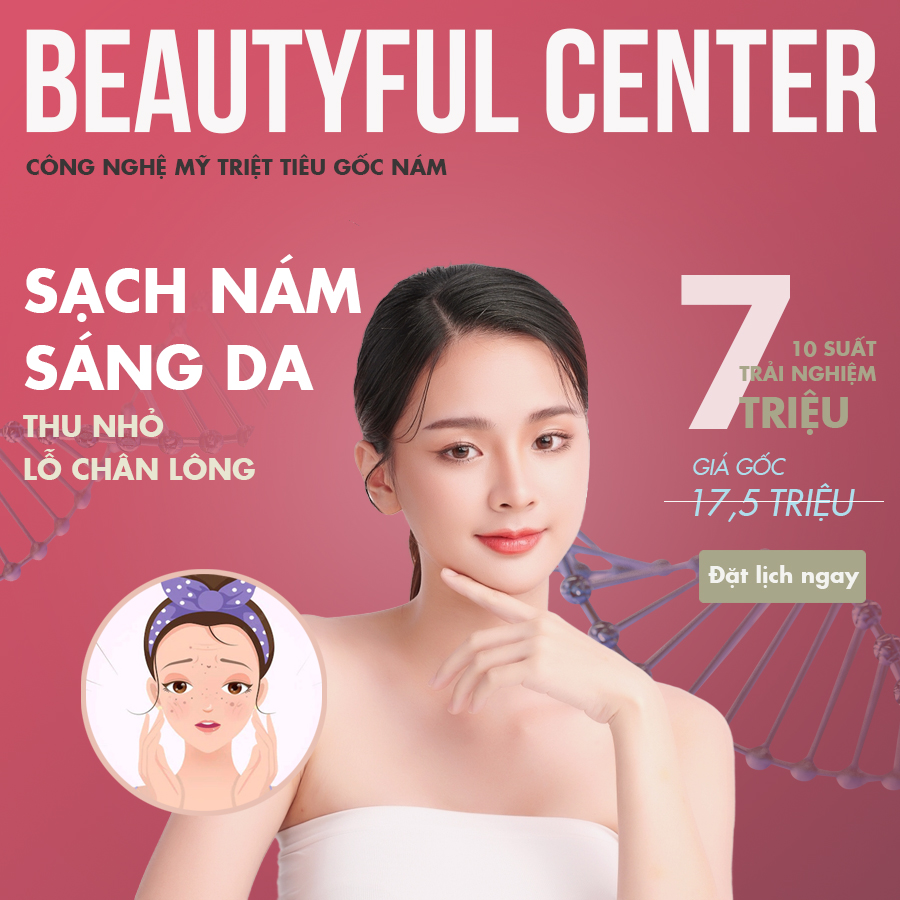 BEAUTYFUL CENTER
CÔNG NGHỆ MỸ TRIỆT TIÊU GỐC NÁM
SẠCH NÁM
SÁNG DA
THU NHỎ
LỖ CHÂN LÔNG
7
10 SUẤT
TRẢI NGHIỆM
TRIỆU
GIÁ GỐC
17,5 TRIỆU
Đặt lịch ngay